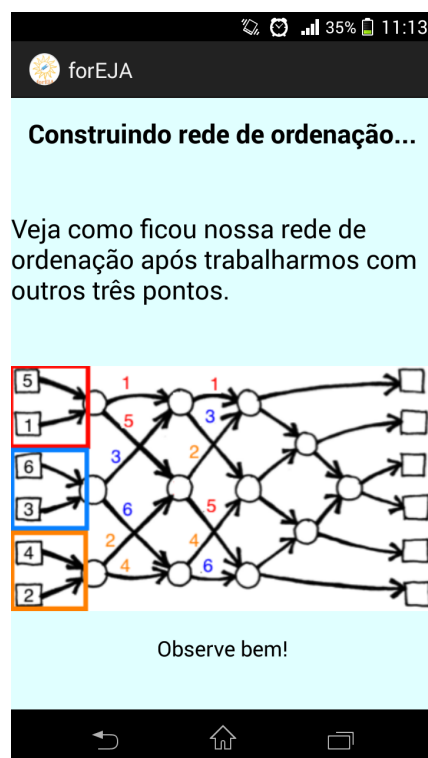 35% 11:13
forEJA
Construindo rede de ordenação...
Veja como ficou nossa rede de
ordenação após trabalharmos com
outros três pontos.
5 1 1
1 5 3
2
6 3
3 6 5
4 2 4
2 4 6
Observe bem!